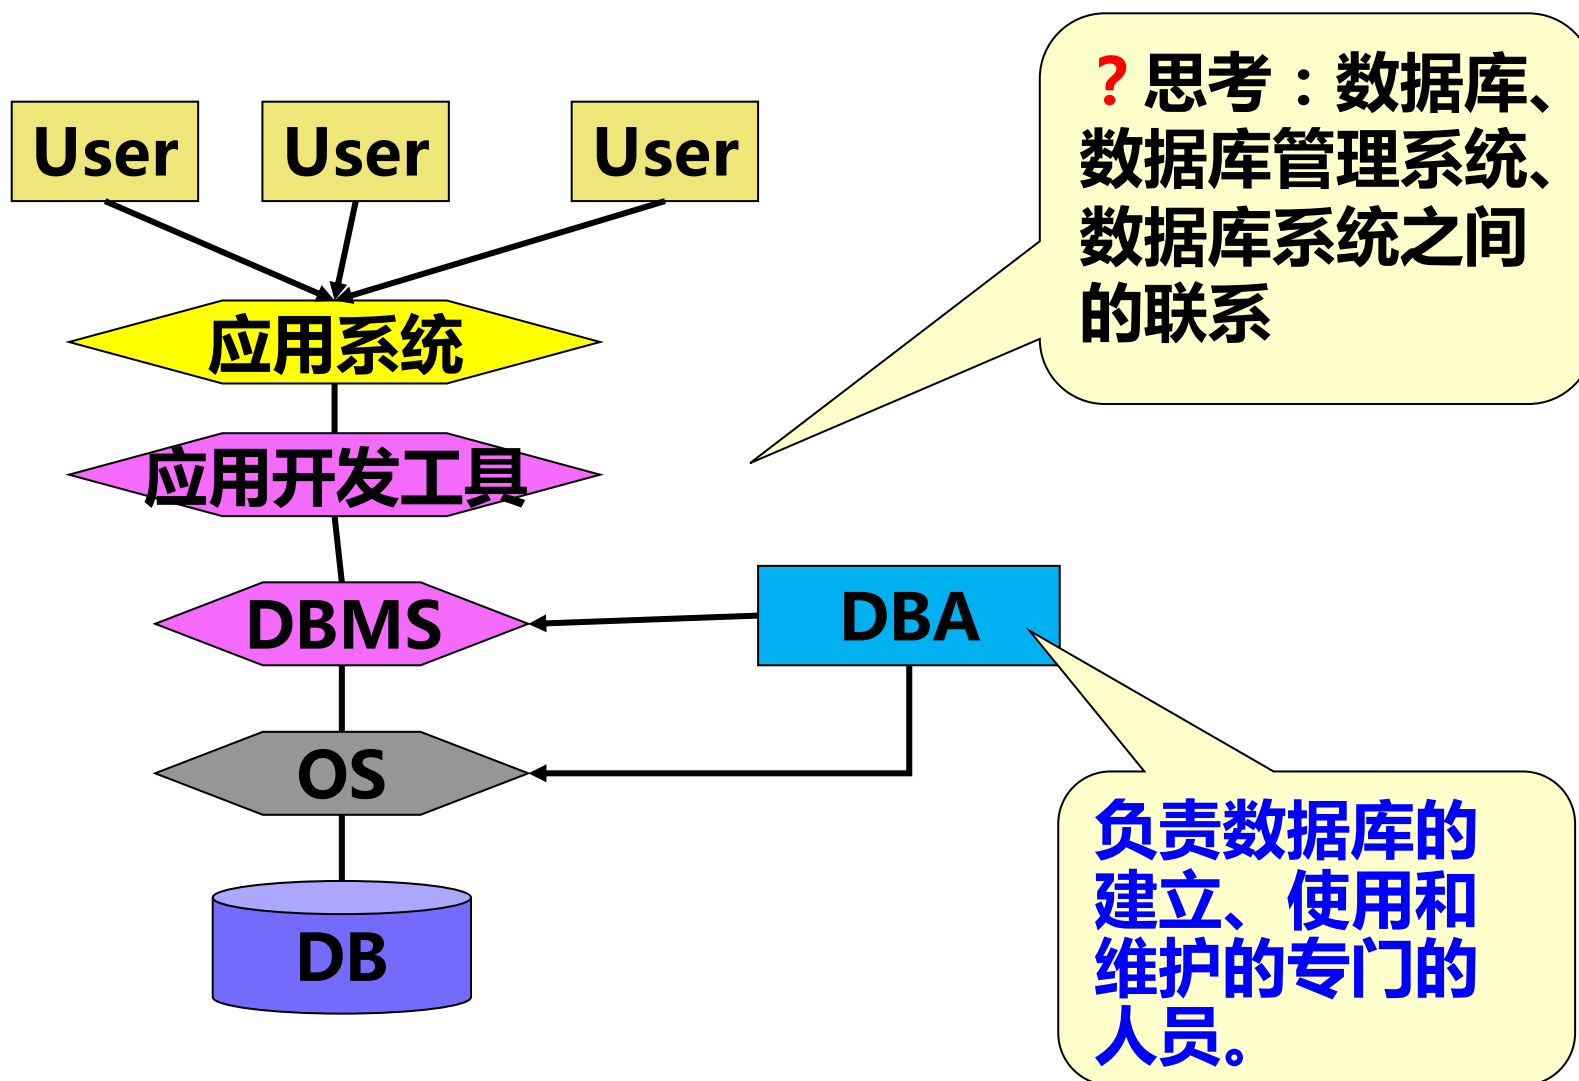 User
User
User
应用系统
应用开发工具
DBMS
OS
DB
DBA
？思考：数据库、
数据库管理系统、
数据库系统之间
的联系
负责数据库的
建立、使用和
维护的专门的
人员。